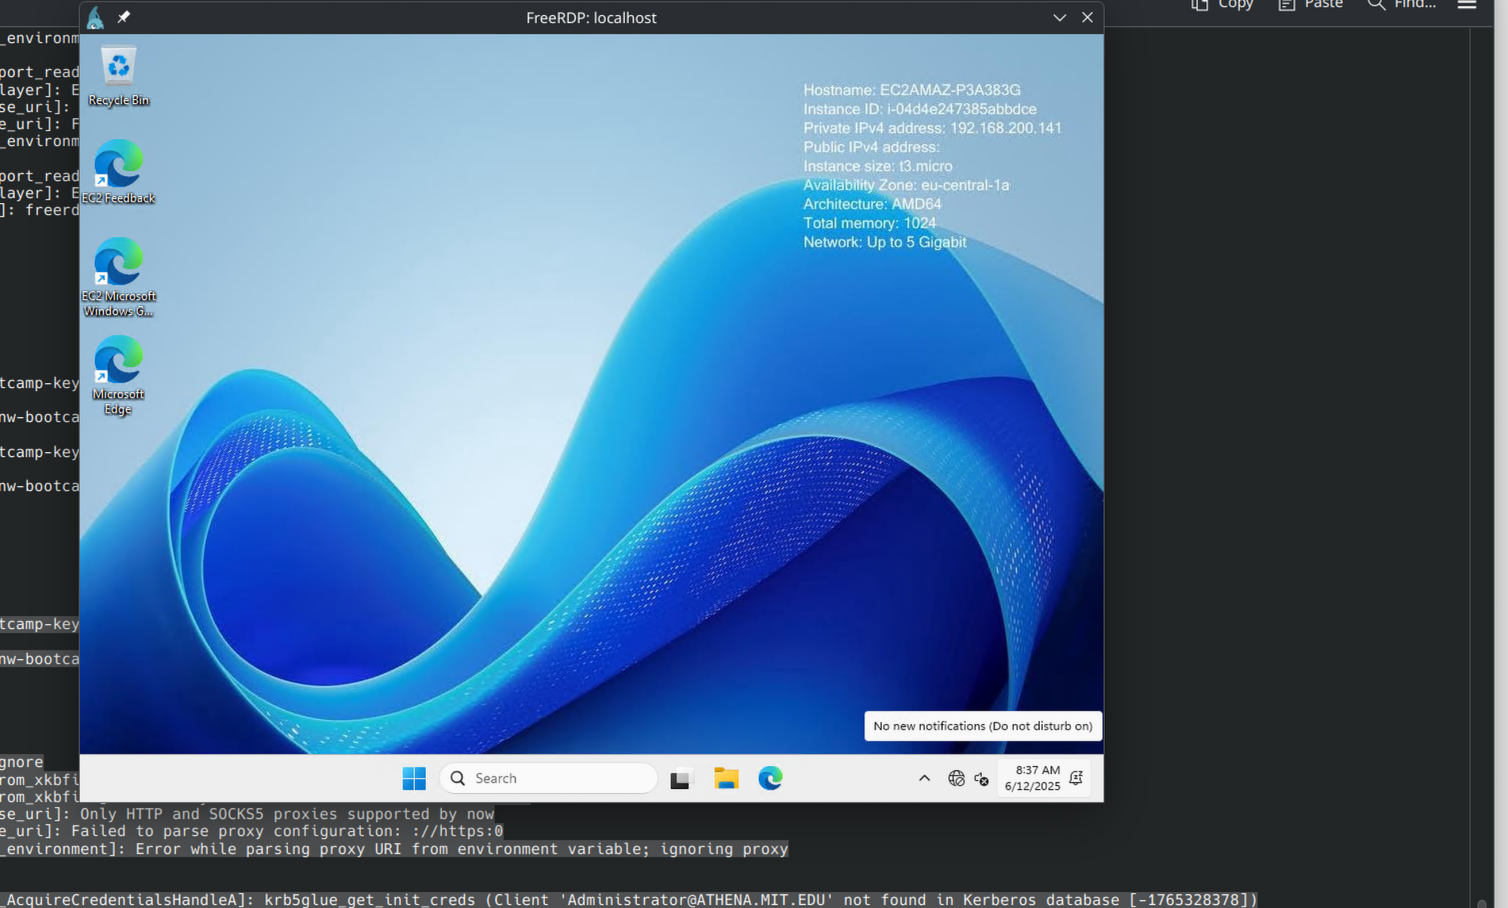 Copy
Paste
Find...
FreeRDP: localhost
_environm
port_read
layer]: E
se_uri]:
e_uri]: F
_environm
port_read
layer]: E
]: freerd
tcamp-key
nw-bootca
tcamp-key
nw-bootca
tcamp-key
nw-bootca
gnore
rom_xkbfi
rom_xkbfi
Recycle Bin
EC2 Feedback
EC2 Microsoft
Windows G...
Microsoft
Edge
Hostname: EC2AMAZ-P3A383G
Instance ID: i-04d4e247385abbdce
Private IPv4 address: 192.168.200.141
Public IPv4 address:
Instance size: t3.micro
Availability Zone: eu-central-1a
Architecture: AMD64
Total memory: 1024
Network: Up to 5 Gigabit
No new notifications (Do not disturb on)
Search
8:37 AM
6/12/2025
se_uri]: Only HTTP and SOCKS5 proxies supported by now
e_uri]: Failed to parse proxy configuration: ://https:0
_environment]: Error while parsing proxy URI from environment variable; ignoring proxy
_AcquireCredentialsHandleA]: krb5glue_get_init_creds (Client 'Administrator@ATHENA.MIT.EDU' not found in Kerberos database [-1765328378])